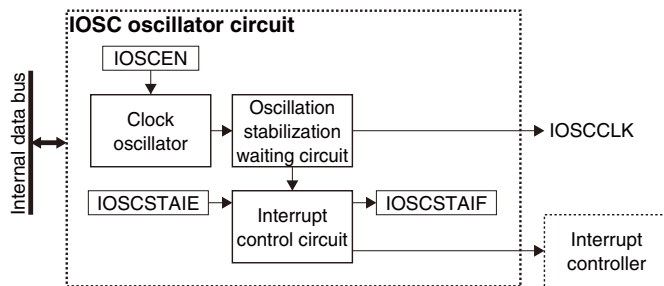 IOSC oscillator circuit
IOSCEN
Internal data bus
Clock
oscillator
Oscillation
stabilization
waiting circuit
IOSCCLK
IOSCSTAIE
Interrupt
control circuit
IOSCSTAIF
Interrupt
controller